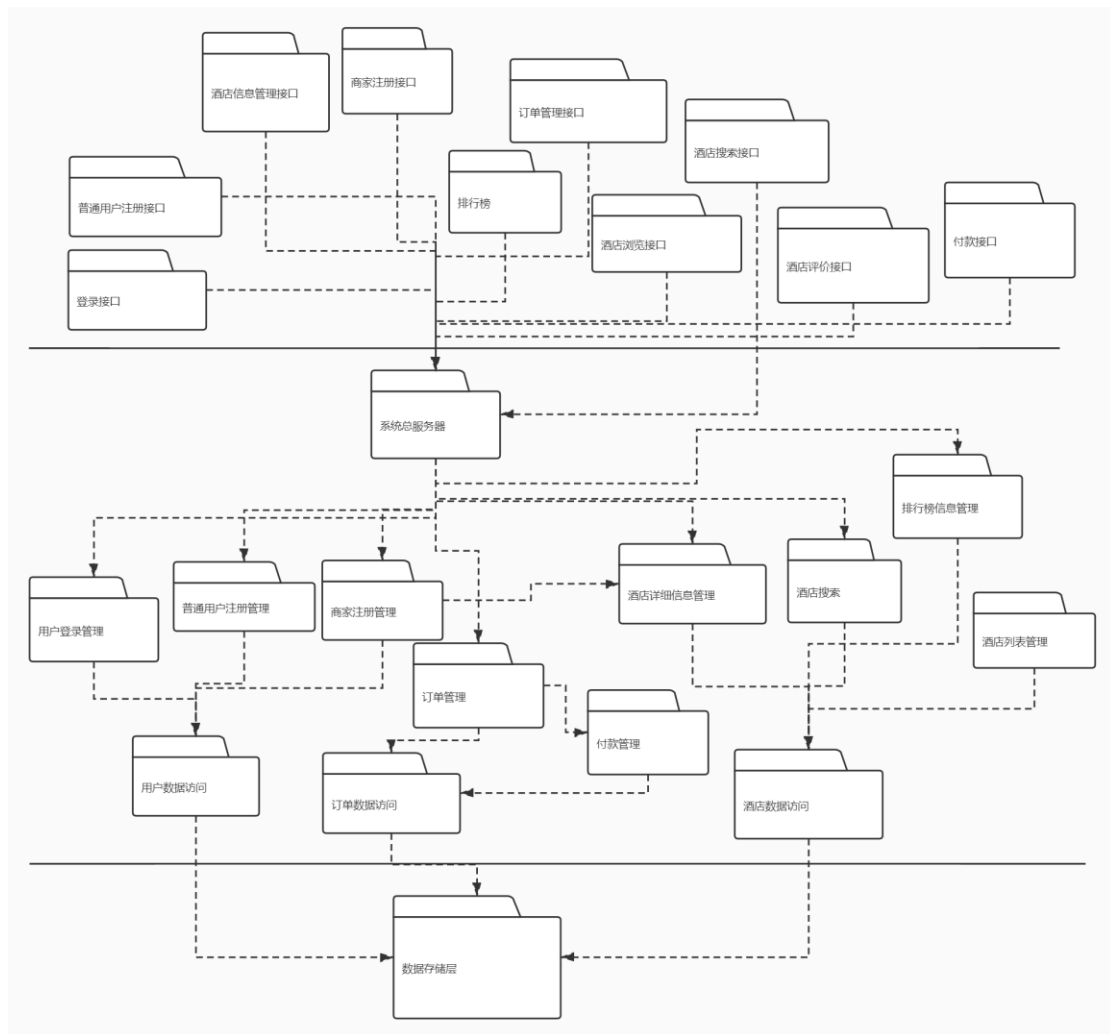 酒店信息管理接口
商家注册接口
订单管理接口
酒店搜索接口
普通用户注册接口
排行榜
酒店浏览接口
酒店评价接口
付款接口
登录接口
系统总服务器
排行榜信息管理
用户登录管理
普通用户注册管理
商家注册管理
酒店详细信息管理
酒店搜索
酒店列表管理
订单管理
付款管理
用户数据访问
订单数据访问
酒店数据访问
数据存储层